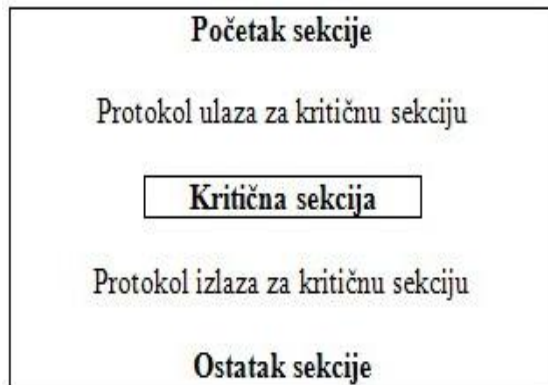 Početak sekcije
Protokol ulaza za kritičnu sekciju
Kritična sekcija
Protokol izlaza za kritičnu sekciju
Ostatak sekcije